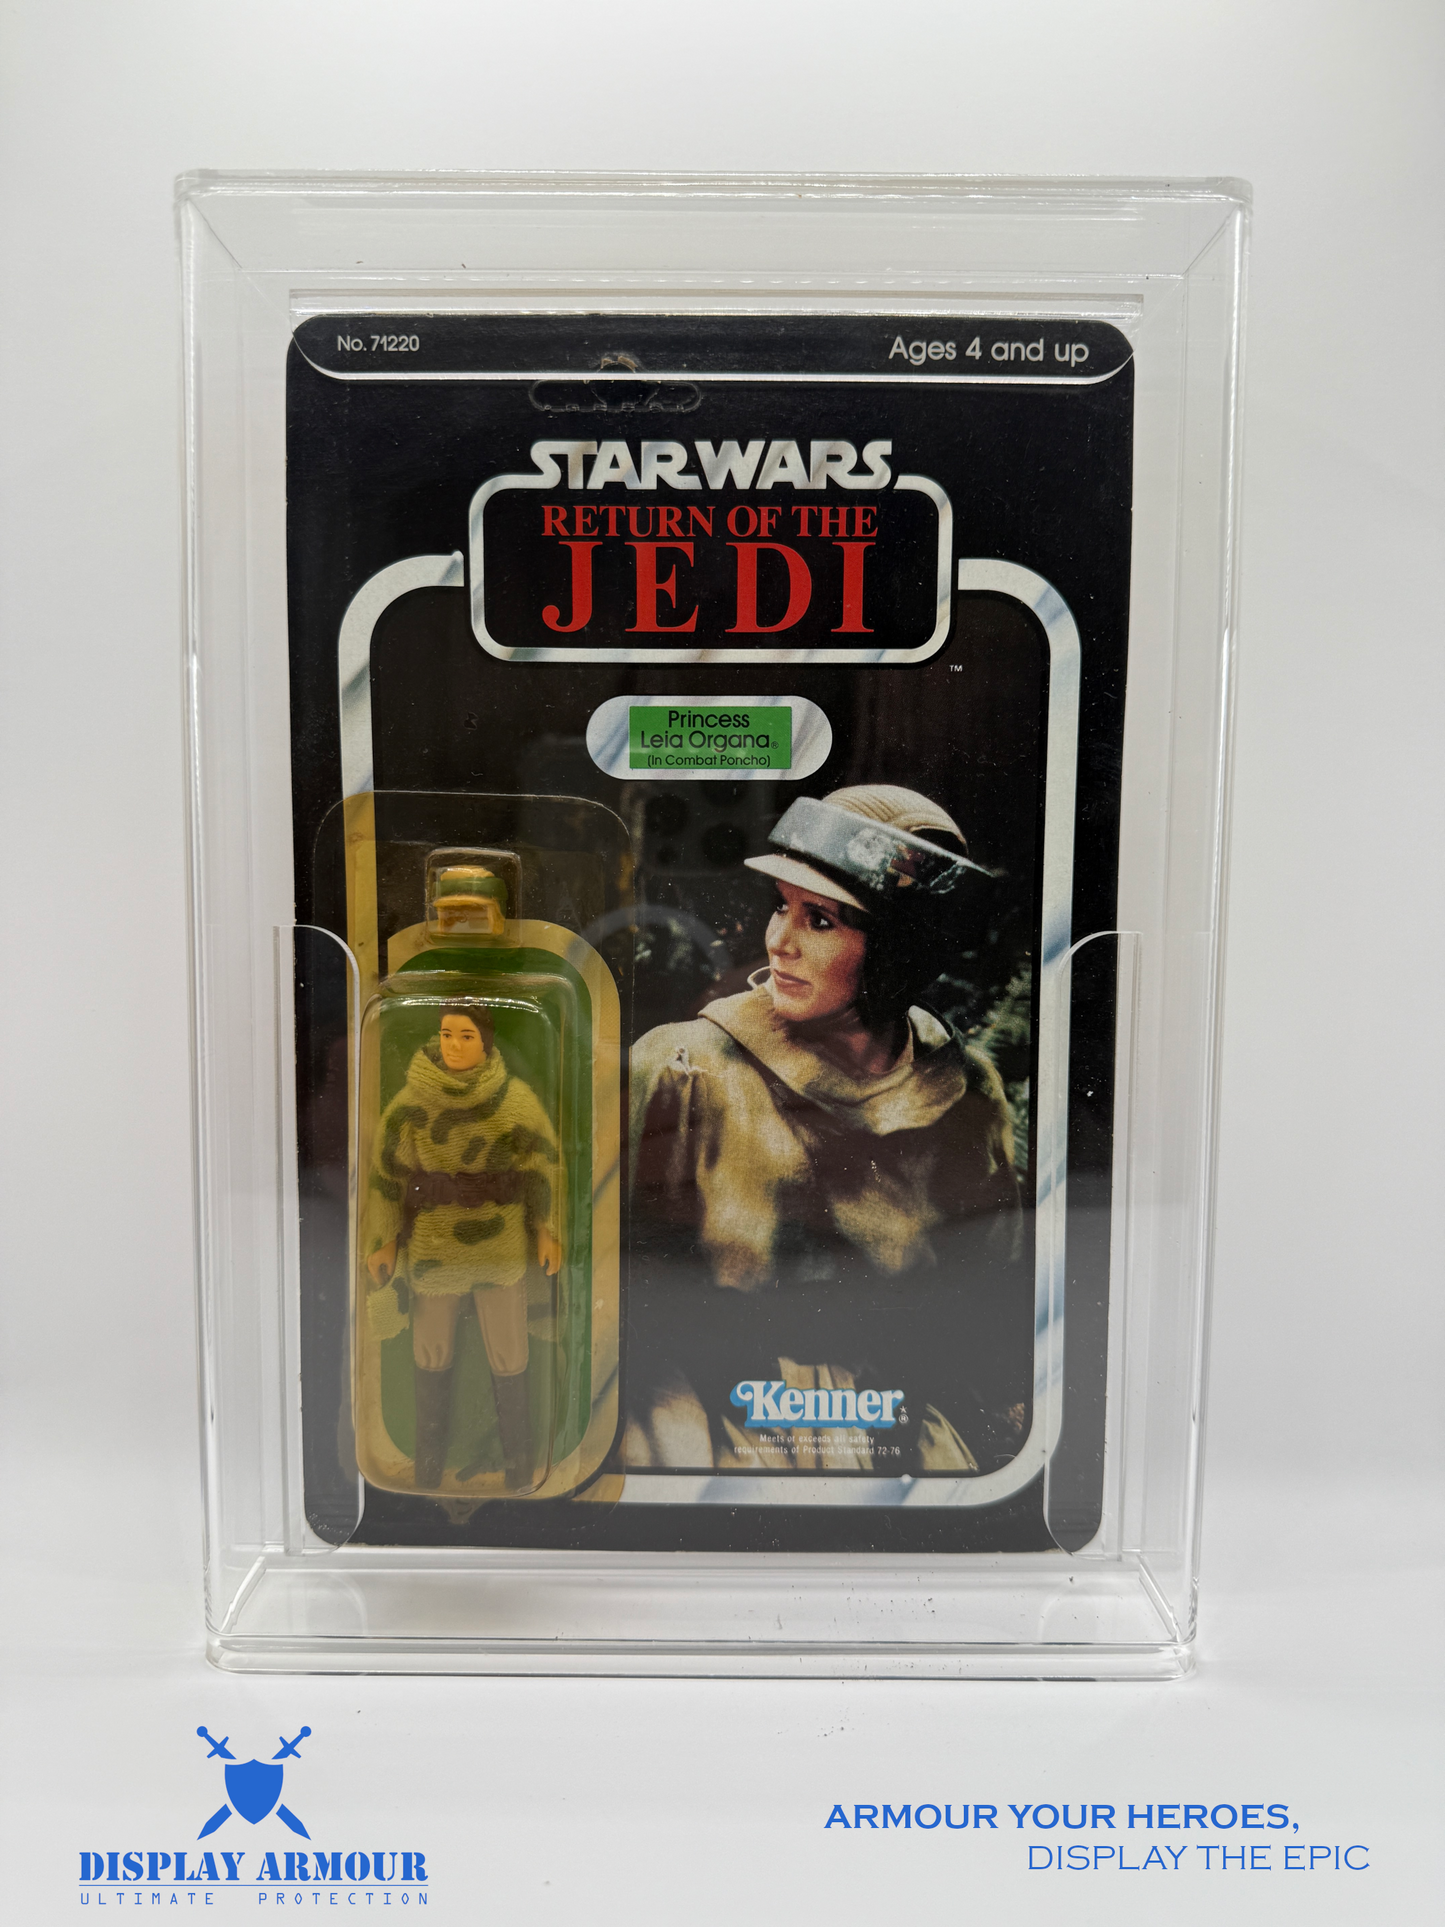 No. 71220
Ages 4 and up
STAR WARS
RETURN OF THE
JEDI
TM
Princess
Leia Organa®
(In Combat Poncho)
Kenner®
Meets or exceeds all safety
requirements of Product Standard 72-76
DISPLAY ARMOUR
ULTIMATE PROTECTION
ARMOUR YOUR HEROES,
DISPLAY THE EPIC